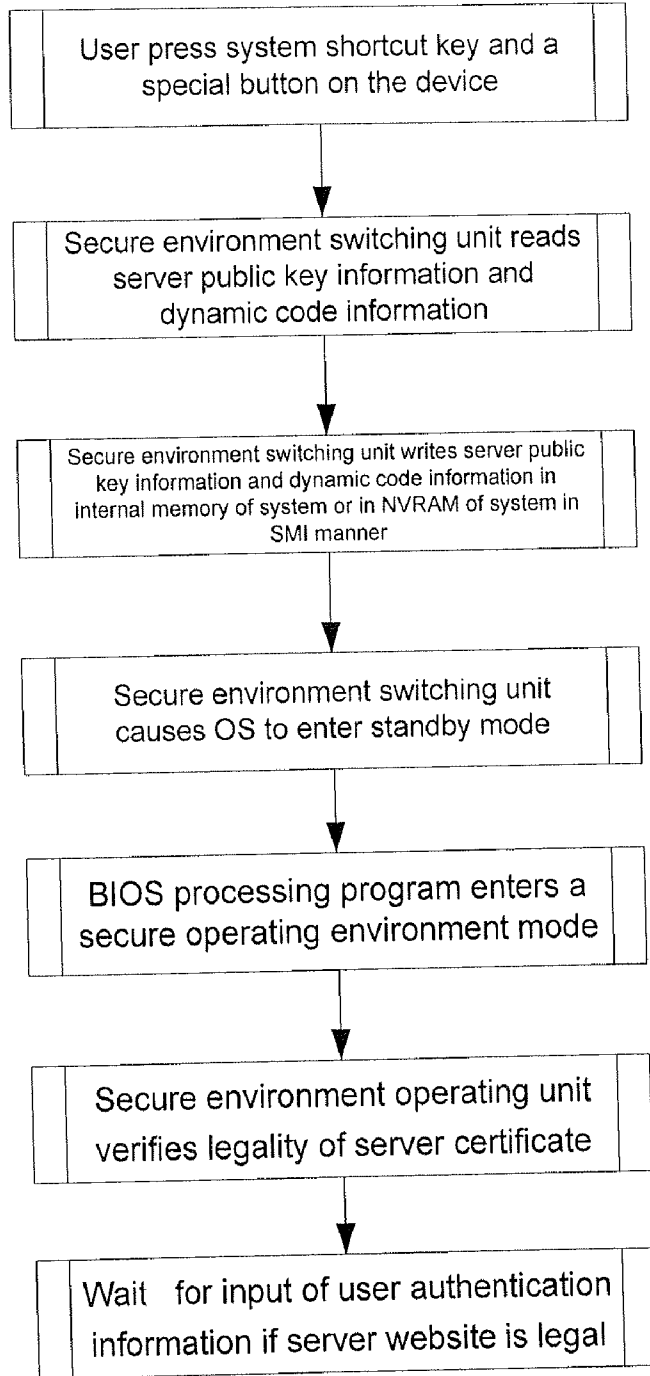 User press system shortcut key and a
special button on the device
Secure environment switching unit reads
server public key information and
dynamic code information
Secure environment switching unit writes server public
key information and dynamic code information in
internal memory of system or in NVRAM of system in
SMI manner
Secure environment switching unit
causes OS to enter standby mode
BIOS processing program enters a
secure operating environment mode
Secure environment operating unit
verifies legality of server certificate
Wait for input of user authentication
information if server website is legal